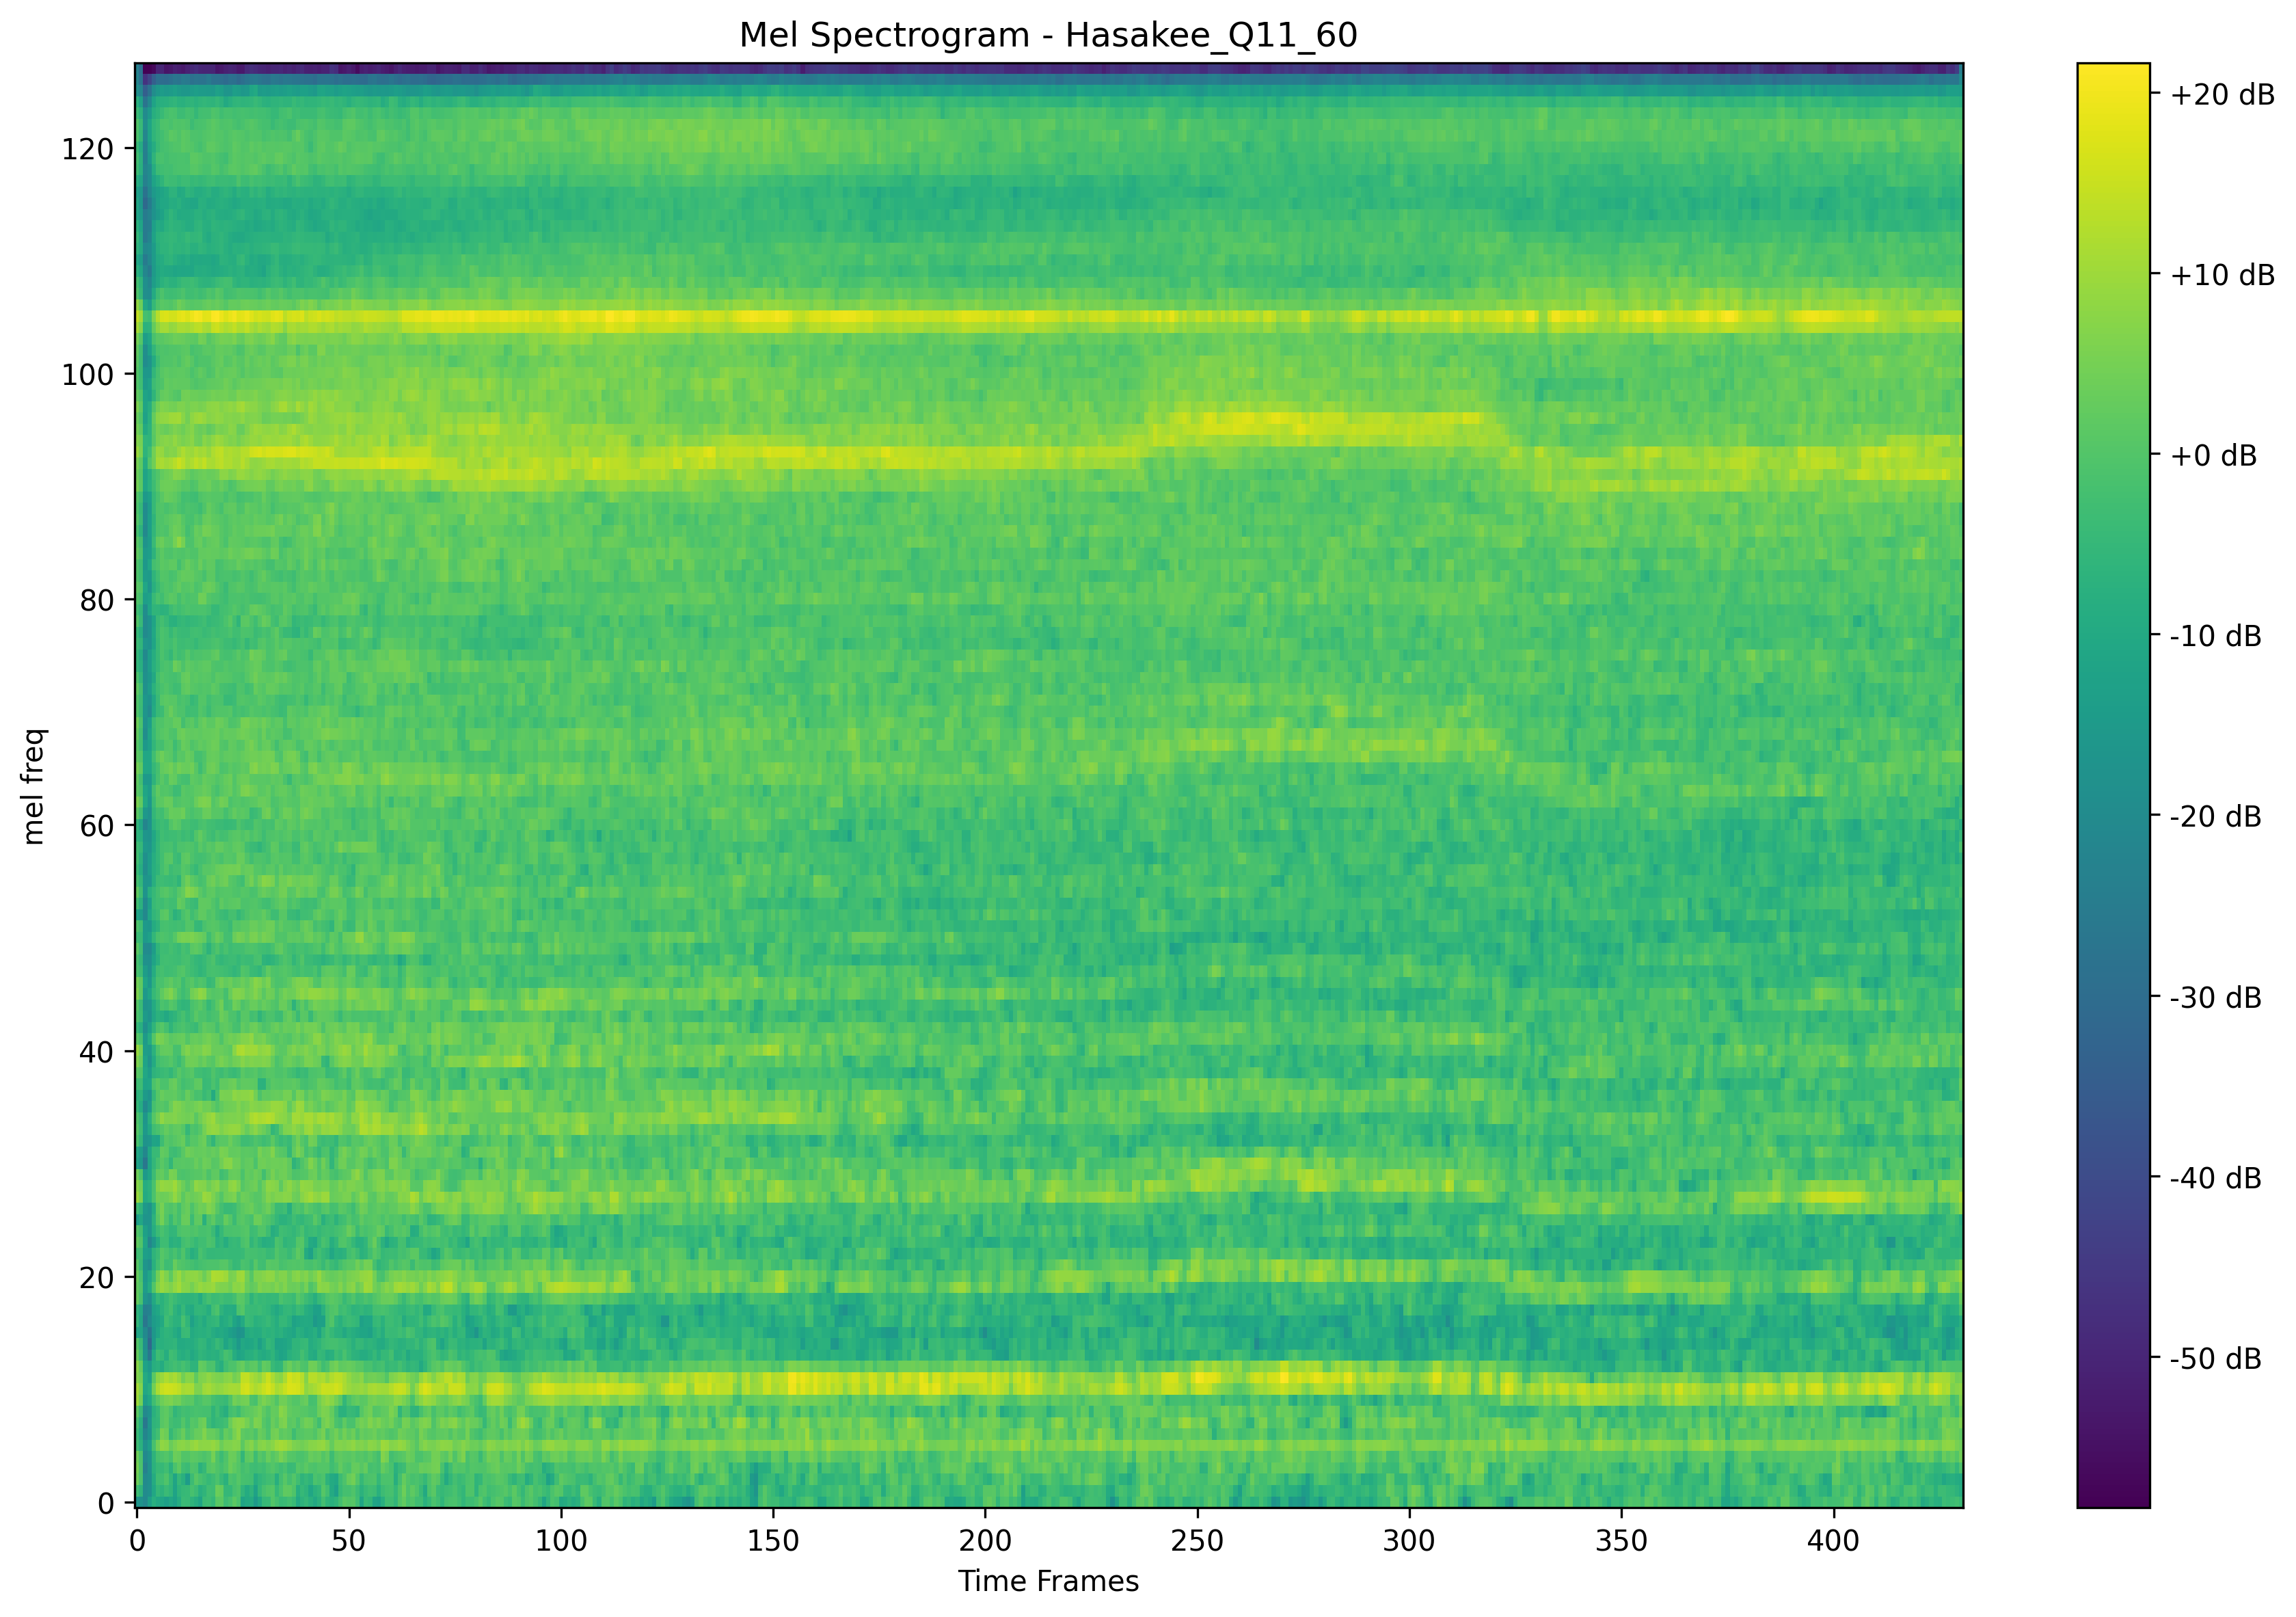 Mel Spectrogram - Hasakee_Q11_60
120
100
80
60
40
20
0
mel freq
0 50 100 150 200 250 300 350 400
Time Frames
+20 dB
+10 dB
+0 dB
-10 dB
-20 dB
-30 dB
-40 dB
-50 dB